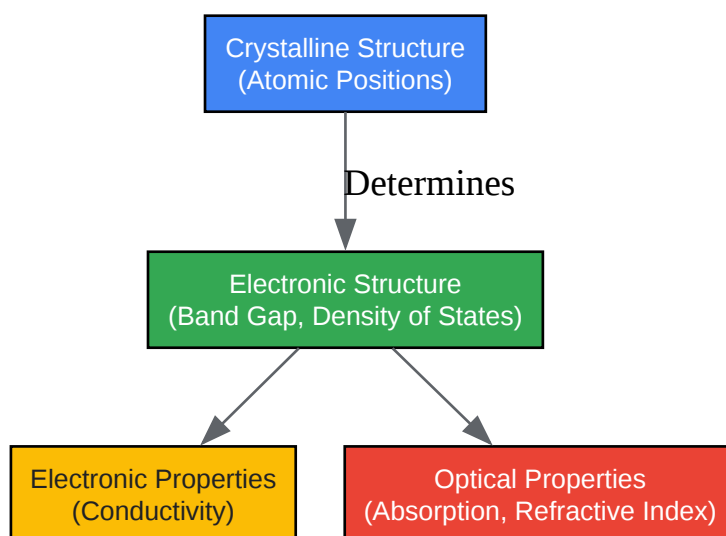 Crystalline Structure
(Atomic Positions)
Determines
Electronic Structure
(Band Gap, Density of States)
Electronic Properties
(Conductivity)
Optical Properties
(Absorption, Refractive Index)